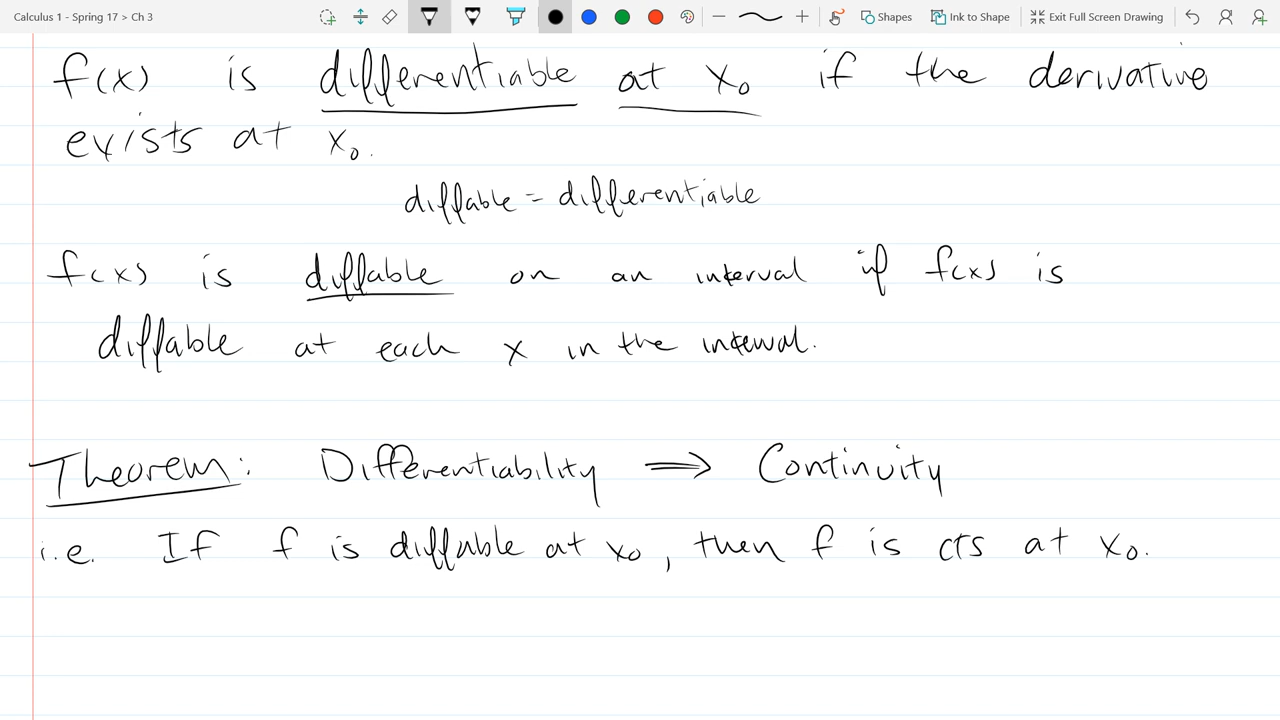 Calculus 1 - Spring 17 > Ch 3
Shapes
Ink to Shape
Exit Full Screen Drawing
f(x) is differentiable at x₀ if the derivative
exists at x₀.
diffable = differentiable
f(x) is diffable on an interval if f(x) is
diffable at each x in the interval.
Theorem: Differentiability ⟹ Continuity
i.e. If f is diffable at x₀, then f is cts at x₀.